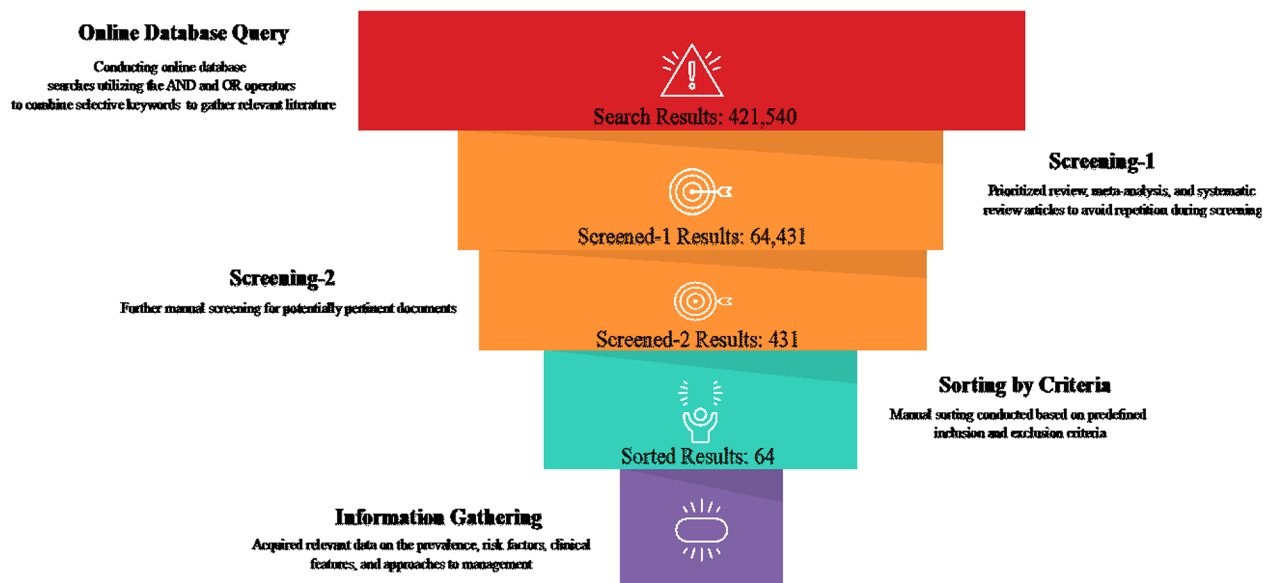 Online Database Query
Conducting online database
searches utilizing the AND and OR operators
to combine selective keywords to gather relevant literature
Search Results: 421,540
Screening-1
Prioritized review, meta-analysis, and systematic
review articles to avoid repetition during screening
Screened-1 Results: 64,431
Screening-2
Further manual screening for potentially pertinent documents
Screened-2 Results: 431
Sorting by Criteria
Manual sorting conducted based on predefined
inclusion and exclusion criteria
Sorted Results: 64
Information Gathering
Acquired relevant data on the prevalence, risk factors, clinical
features, and approaches to management